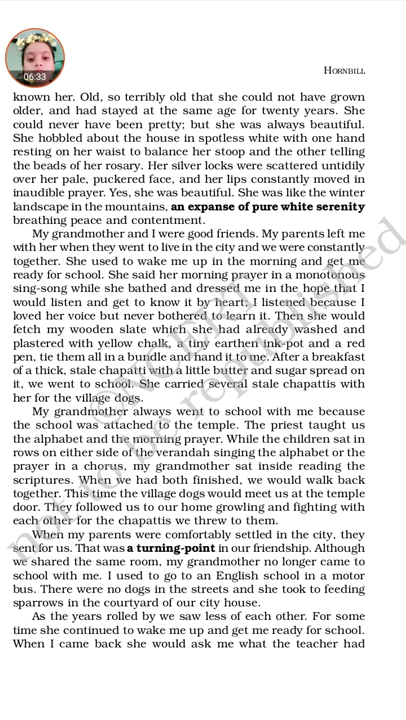 06:33
HORNBILL
known her. Old, so terribly old that she could not have grown
older, and had stayed at the same age for twenty years. She
could never have been pretty; but she was always beautiful.
She hobbled about the house in spotless white with one hand
resting on her waist to balance her stoop and the other telling
the beads of her rosary. Her silver locks were scattered untidily
over her pale, puckered face, and her lips constantly moved in
inaudible prayer. Yes, she was beautiful. She was like the winter
landscape in the mountains, an expanse of pure white serenity
breathing peace and contentment.
My grandmother and I were good friends. My parents left me
with her when they went to live in the city and we were constantly
together. She used to wake me up in the morning and get me
ready for school. She said her morning prayer in a monotonous
sing-song while she bathed and dressed me in the hope that I
would listen and get to know it by heart; I listened because I
loved her voice but never bothered to learn it. Then she would
fetch my wooden slate which she had already washed and
plastered with yellow chalk, a tiny earthen ink-pot and a red
pen, tie them all in a bundle and hand it to me. After a breakfast
of a thick, stale chapatti with a little butter and sugar spread on
it, we went to school. She carried several stale chapattis with
her for the village dogs.
My grandmother always went to school with me because
the school was attached to the temple. The priest taught us
the alphabet and the morning prayer. While the children sat in
rows on either side of the verandah singing the alphabet or the
prayer in a chorus, my grandmother sat inside reading the
scriptures. When we had both finished, we would walk back
together. This time the village dogs would meet us at the temple
door. They followed us to our home growling and fighting with
each other for the chapattis we threw to them.
When my parents were comfortably settled in the city, they
sent for us. That was a turning-point in our friendship. Although
we shared the same room, my grandmother no longer came to
school with me. I used to go to an English school in a motor
bus. There were no dogs in the streets and she took to feeding
sparrows in the courtyard of our city house.
As the years rolled by we saw less of each other. For some
time she continued to wake me up and get me ready for school.
When I came back she would ask me what the teacher had
©NCERT
not to be republished